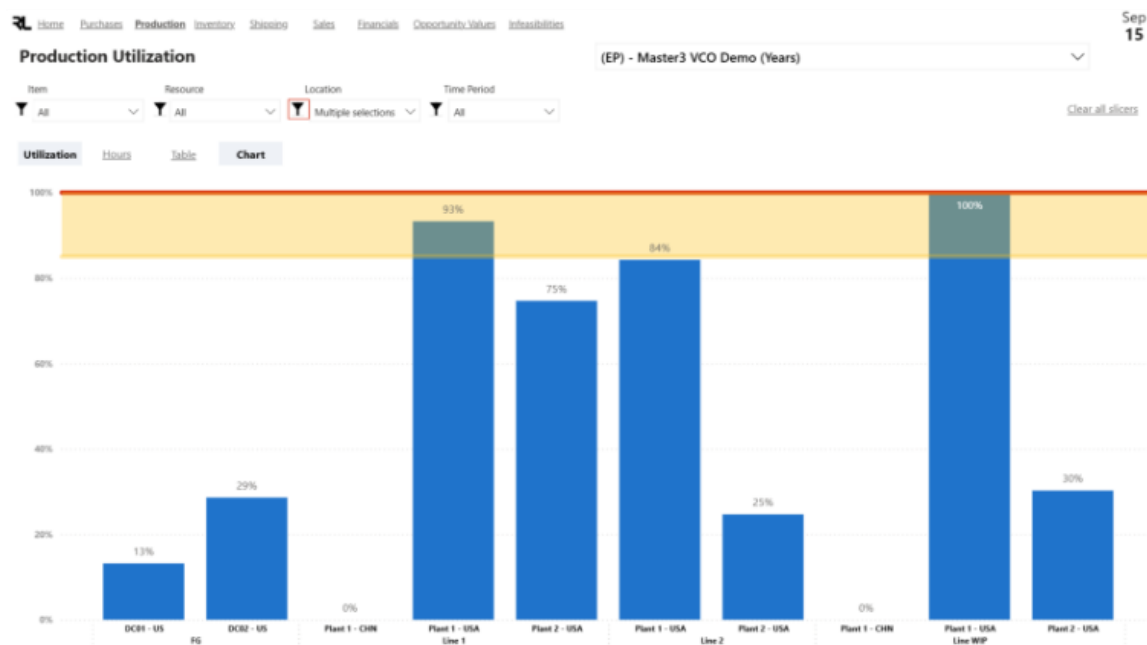 RL Home Purchases Production Inventory Shipping Sales Financials Opportunity Values Infeasibilities
Sep
15
Production Utilization
(EP) - Master3 VCO Demo (Years)
Item Resource Location Time Period
All All Multiple selections All
Clear all slicers
Utilization Hours Table Chart
100%
93%
100%
84%
80%
75%
60%
40%
29%
30%
25%
20%
13%
0%
0%
0%
DC01 - US DC02 - US Plant 1 - CHN Plant 1 - USA Plant 2 - USA Plant 1 - USA Plant 2 - USA Plant 1 - CHN Plant 1 - USA Plant 2 - USA
FG Line 1 Line 2 Line WIP